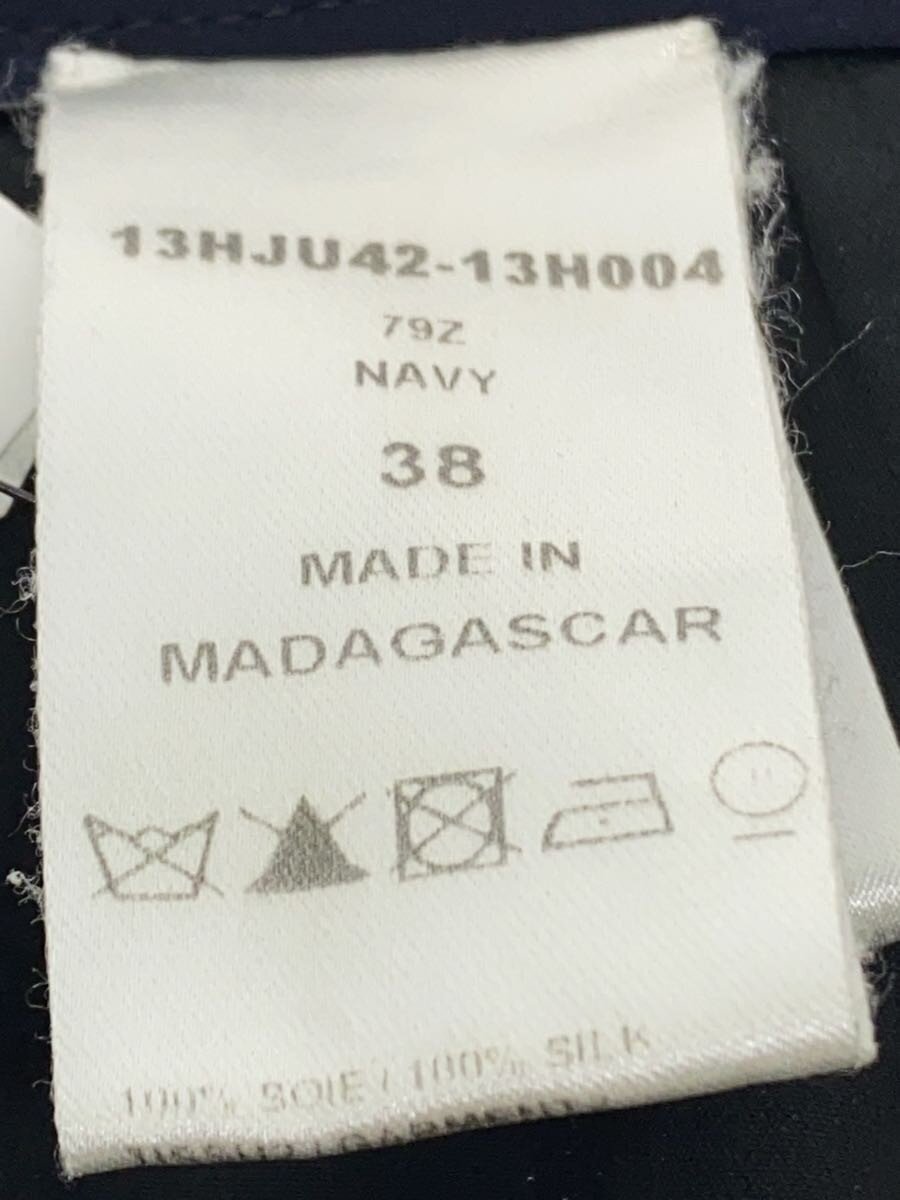 13HJU42-13H004
79Z
NAVY
38
MADE IN
MADAGASCAR
100% SOIE / 100% SILK